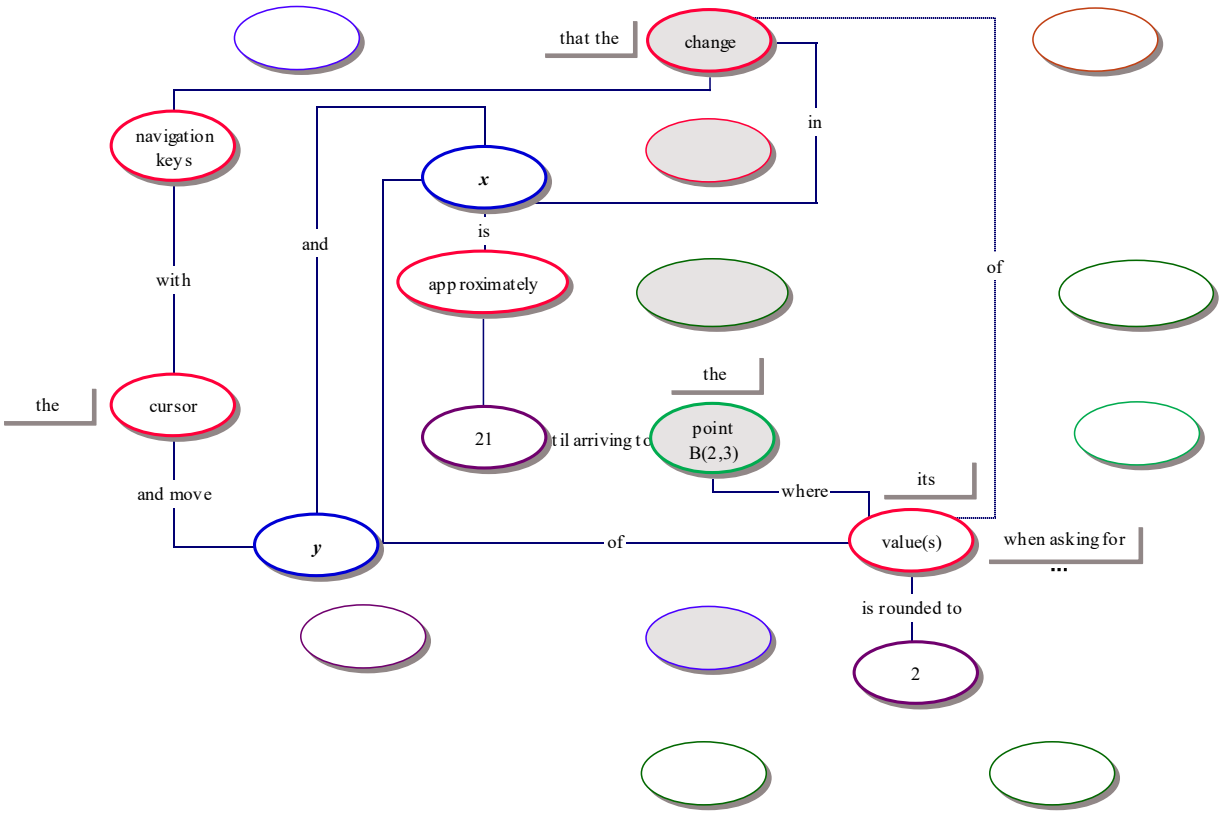 that the
change
navigation
keys
in
x
is
and
approximately
with
of
the
the
cursor
21
til arriving to
point
B(2,3)
and move
where
its
y
of
value(s)
when asking for
...
is rounded to
2